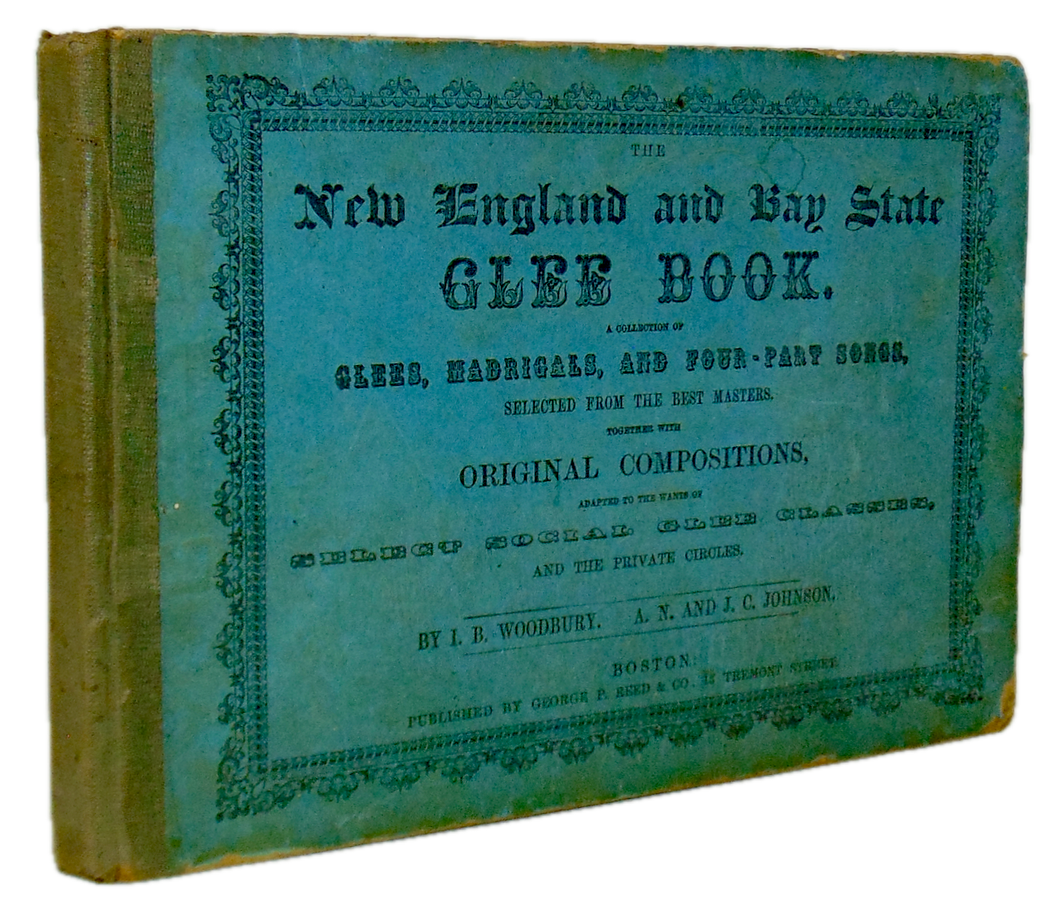 THE
New England and Bay State
GLEE BOOK.
A COLLECTION OF
GLEES, MADRIGALS, AND FOUR-PART SONGS,
SELECTED FROM THE BEST MASTERS.
TOGETHER WITH
ORIGINAL COMPOSITIONS,
ADAPTED TO THE WANTS OF
SELECT SOCIAL GLEE CLASSES,
AND THE PRIVATE CIRCLES.
BY I. B. WOODBURY, A. N. AND J. C. JOHNSON.
BOSTON:
PUBLISHED BY GEORGE P. REED & CO. TREMONT STREET.